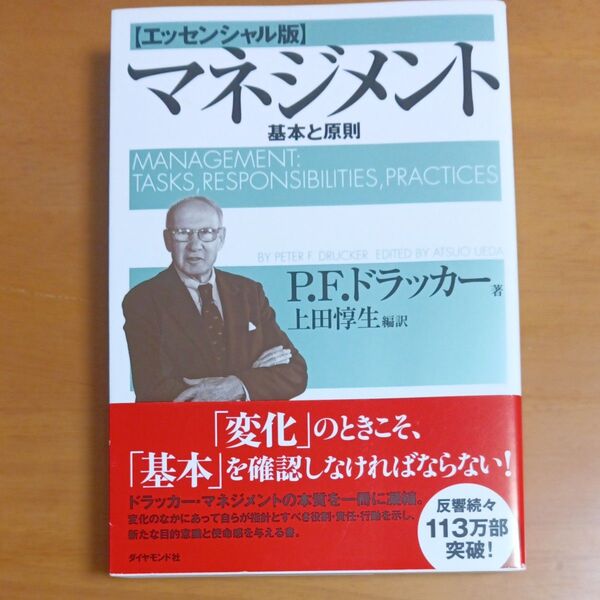 【エッセンシャル版】
マネジメント
基本と原則
MANAGEMENT:
TASKS, RESPONSIBILITIES, PRACTICES
BY PETER F. DRUCKER EDITED BY ATSUO UEDA
P.F.ドラッカー 著
上田惇生 編訳
「変化」のときこそ、
「基本」を確認しなければならない!
ドラッカー・マネジメントの本質を一冊に凝縮。
変化のなかにあって自らが指針とすべき役割・責任・行動を示し、
新たな目的意識と使命感を与える書。
ダイヤモンド社
反響続々
113万部
突破!